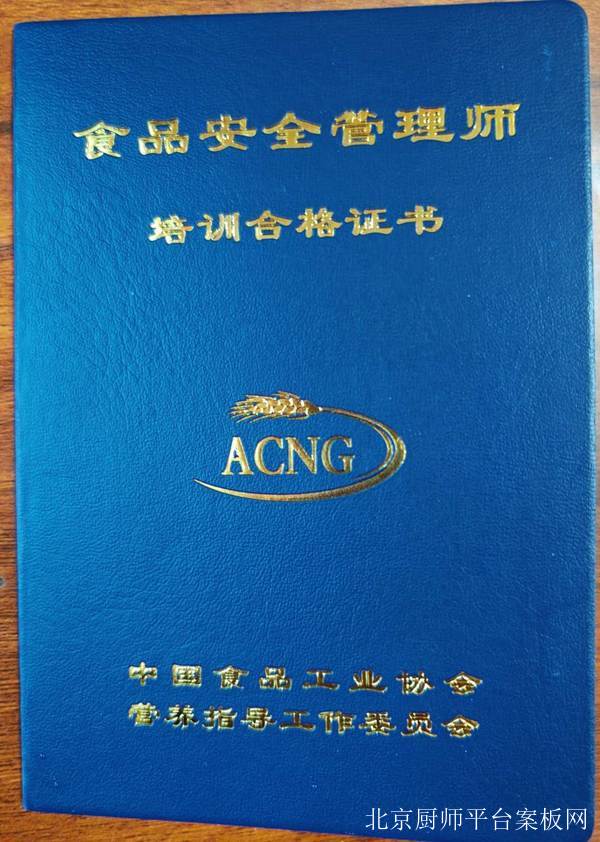 食品安全管理师
培训合格证书
ACNG
中国食品工业协会
营养指导工作委员会
北京厨师平台案板网